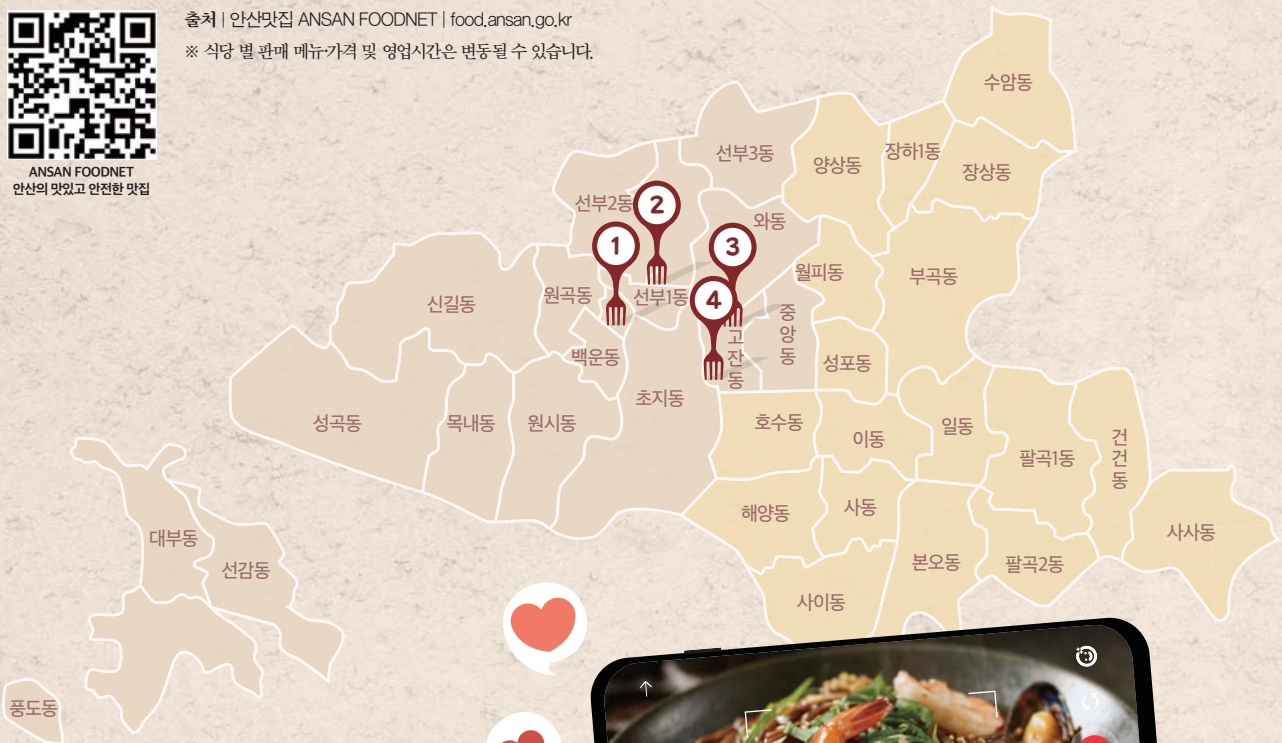 출처 | 안산맛집 ANSAN FOODNET | food.ansan.go.kr
※ 식당 별 판매 메뉴·가격 및 영업시간은 변동될 수 있습니다.
ANSAN FOODNET
안산의 맛있고 안전한 맛집
수암동
선부3동
양상동
장하1동
장상동
선부2동
2
와동
1
3
월피동
부곡동
신길동
원곡동
선부1동
4
중앙동
고잔동
백운동
성포동
초지동
성곡동
목내동
원시동
호수동
이동
일동
팔곡1동
건건동
해양동
사동
사사동
대부동
선감동
본오동
팔곡2동
사이동
풍도동